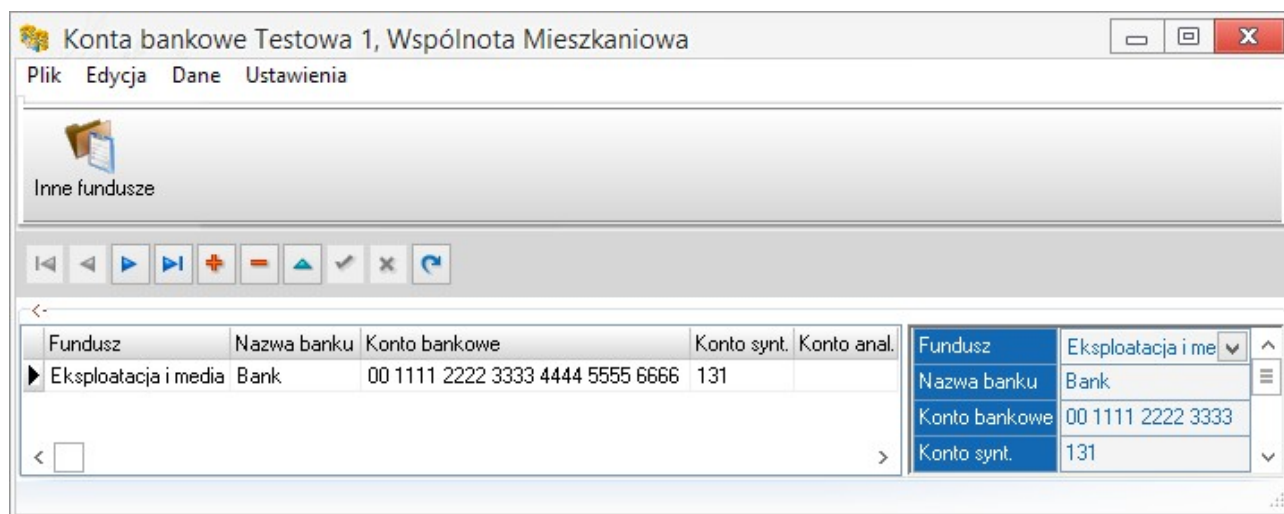 Konta bankowe Testowa 1, Wspólnota Mieszkaniowa
Plik Edycja Dane Ustawienia
Inne fundusze
Fundusz Nazwa banku Konto bankowe Konto synt. Konto anal.
Eksploatacja i media Bank 00 1111 2222 3333 4444 5555 6666 131
Fundusz Eksploatacja i me
Nazwa banku Bank
Konto bankowe 00 1111 2222 3333
Konto synt. 131